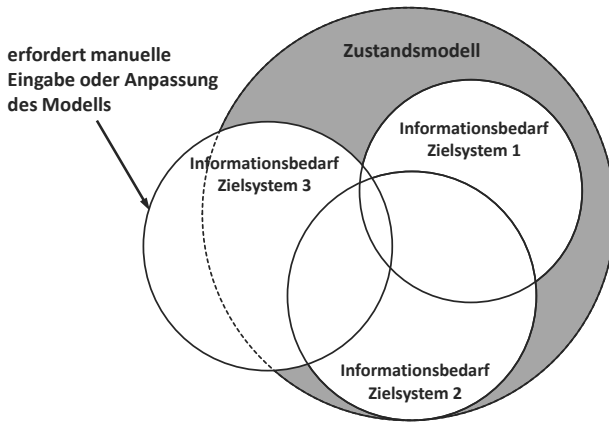 erfordert manuelle
Eingabe oder Anpassung
des Modells
Zustandsmodell
Informationsbedarf
Zielsystem 1
Informationsbedarf
Zielsystem 3
Informationsbedarf
Zielsystem 2